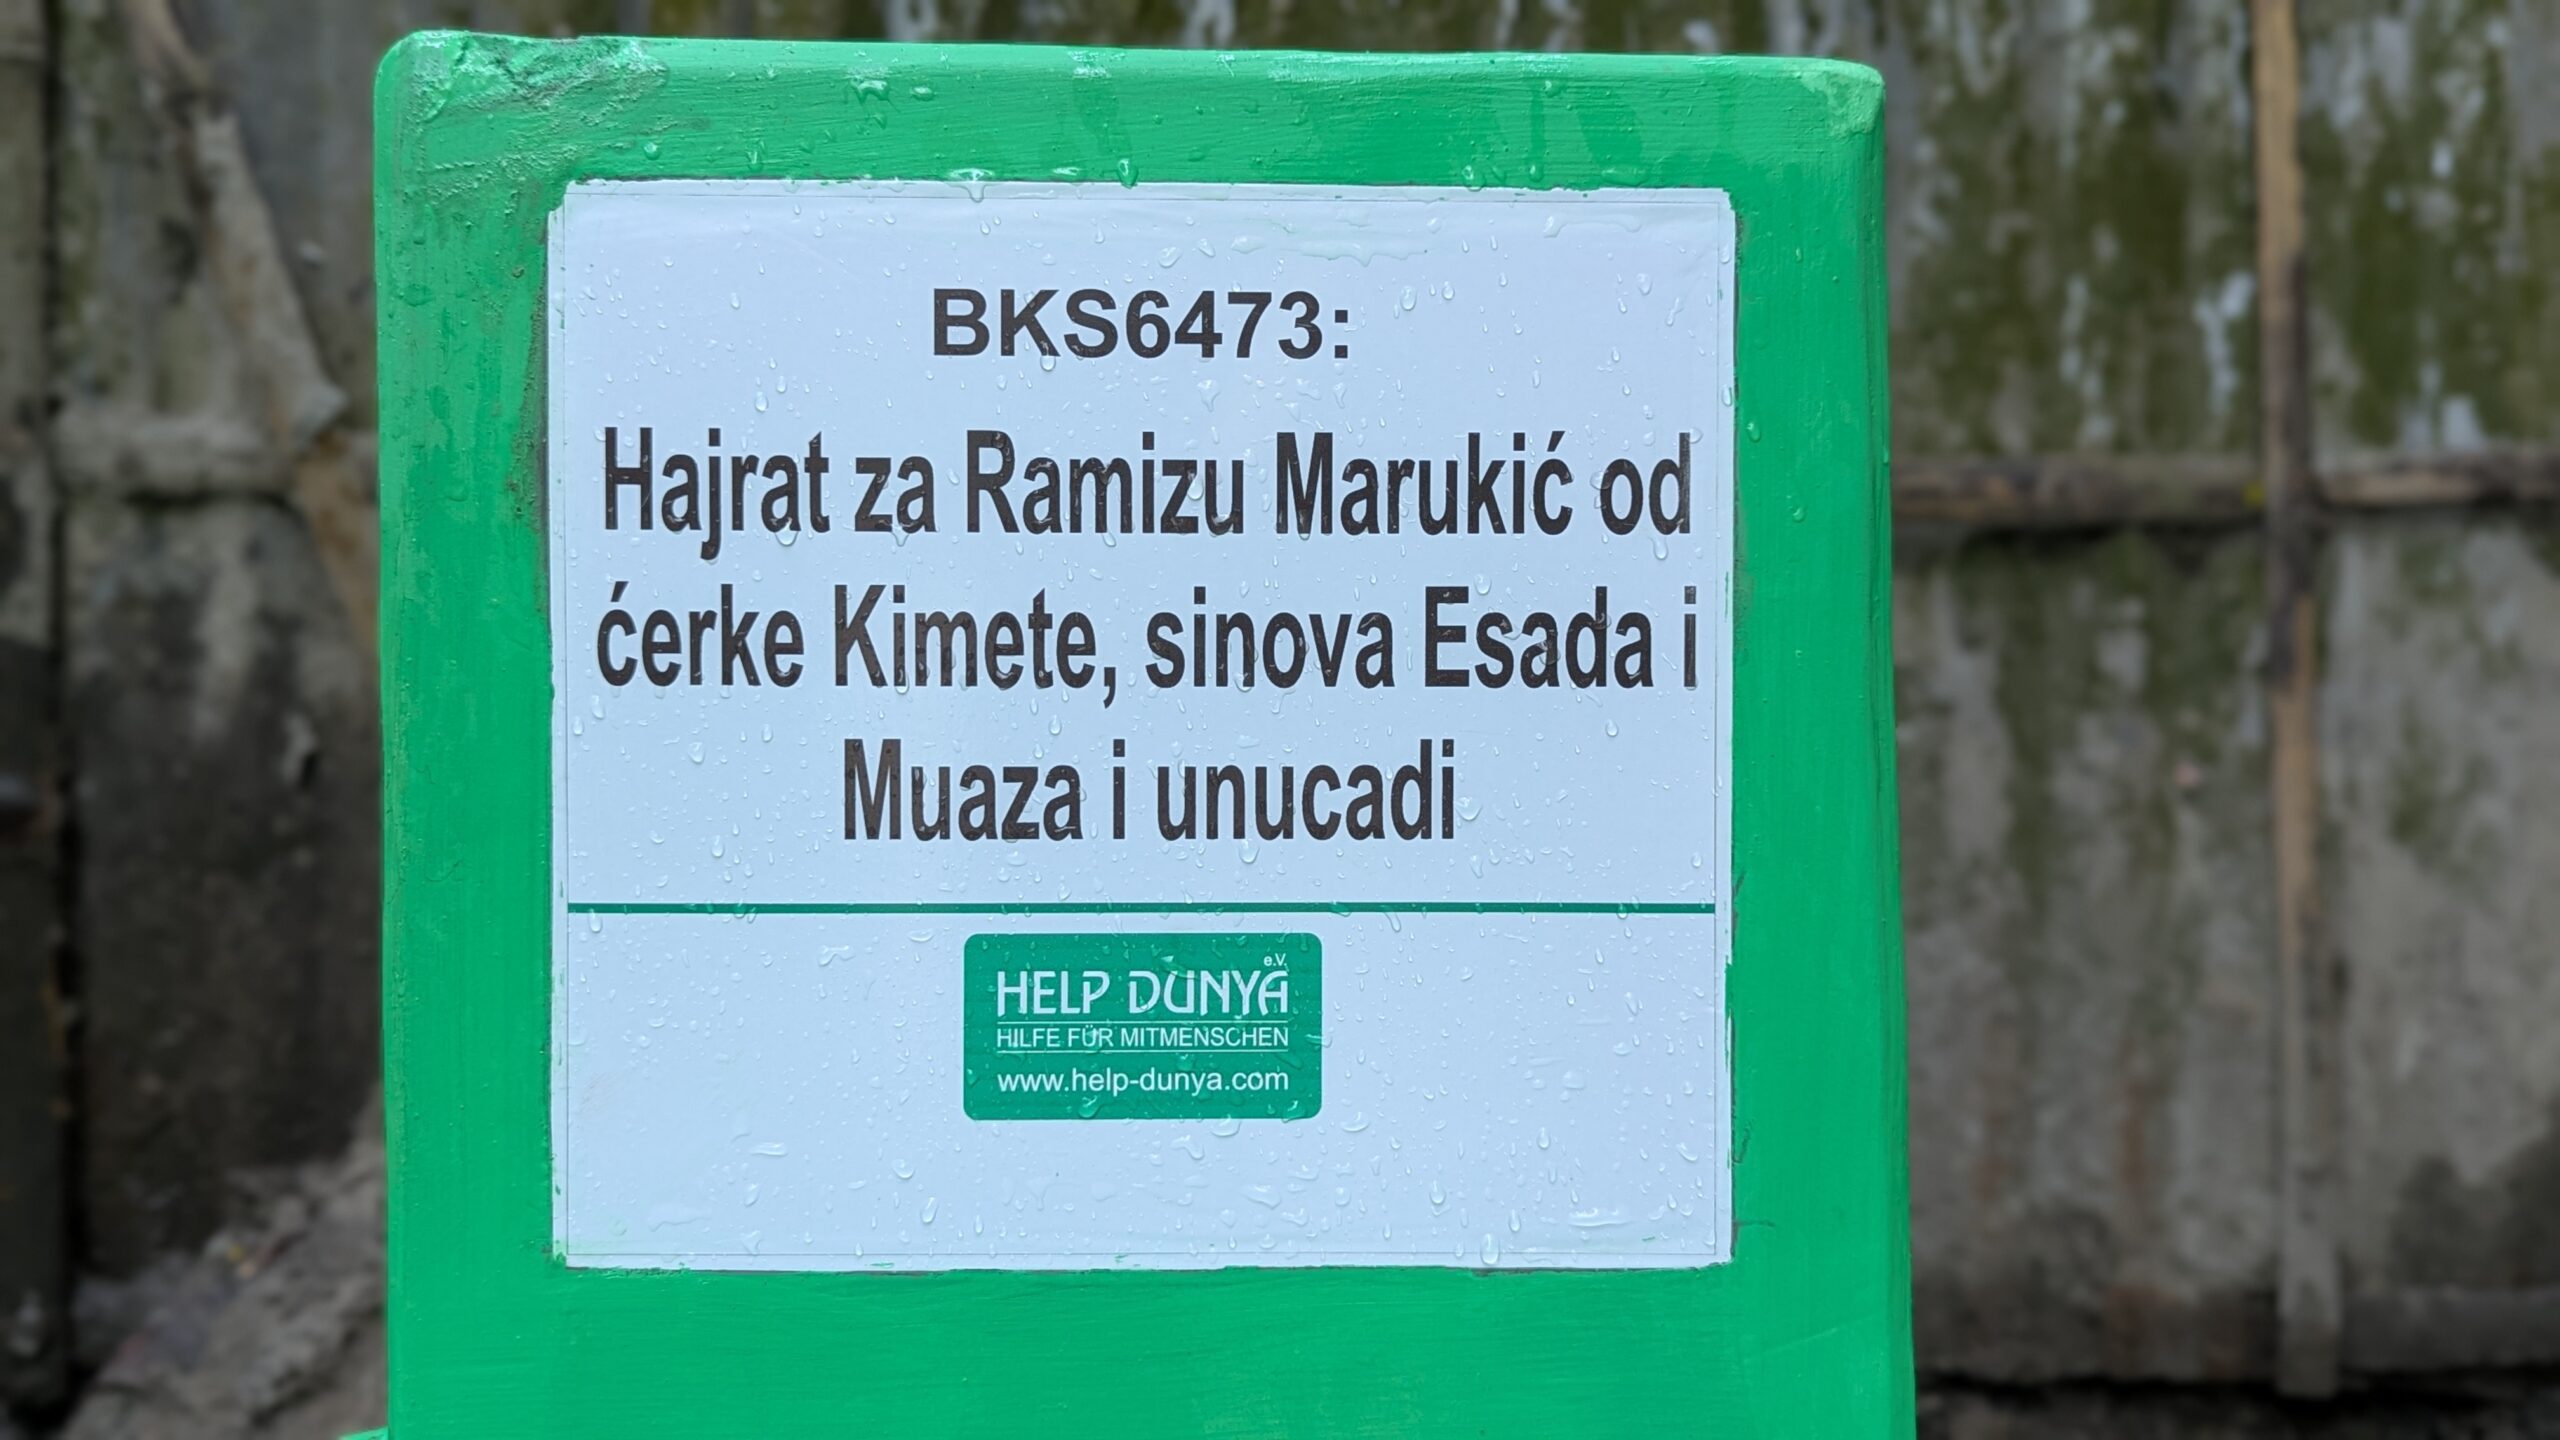 BKS6473:
Hajrat za Ramizu Marukić od
ćerke Kimete, sinova Esada i
Muaza i unucadi
HELP DUNYA e.V.
HILFE FÜR MITMENSCHEN
www.help-dunya.com